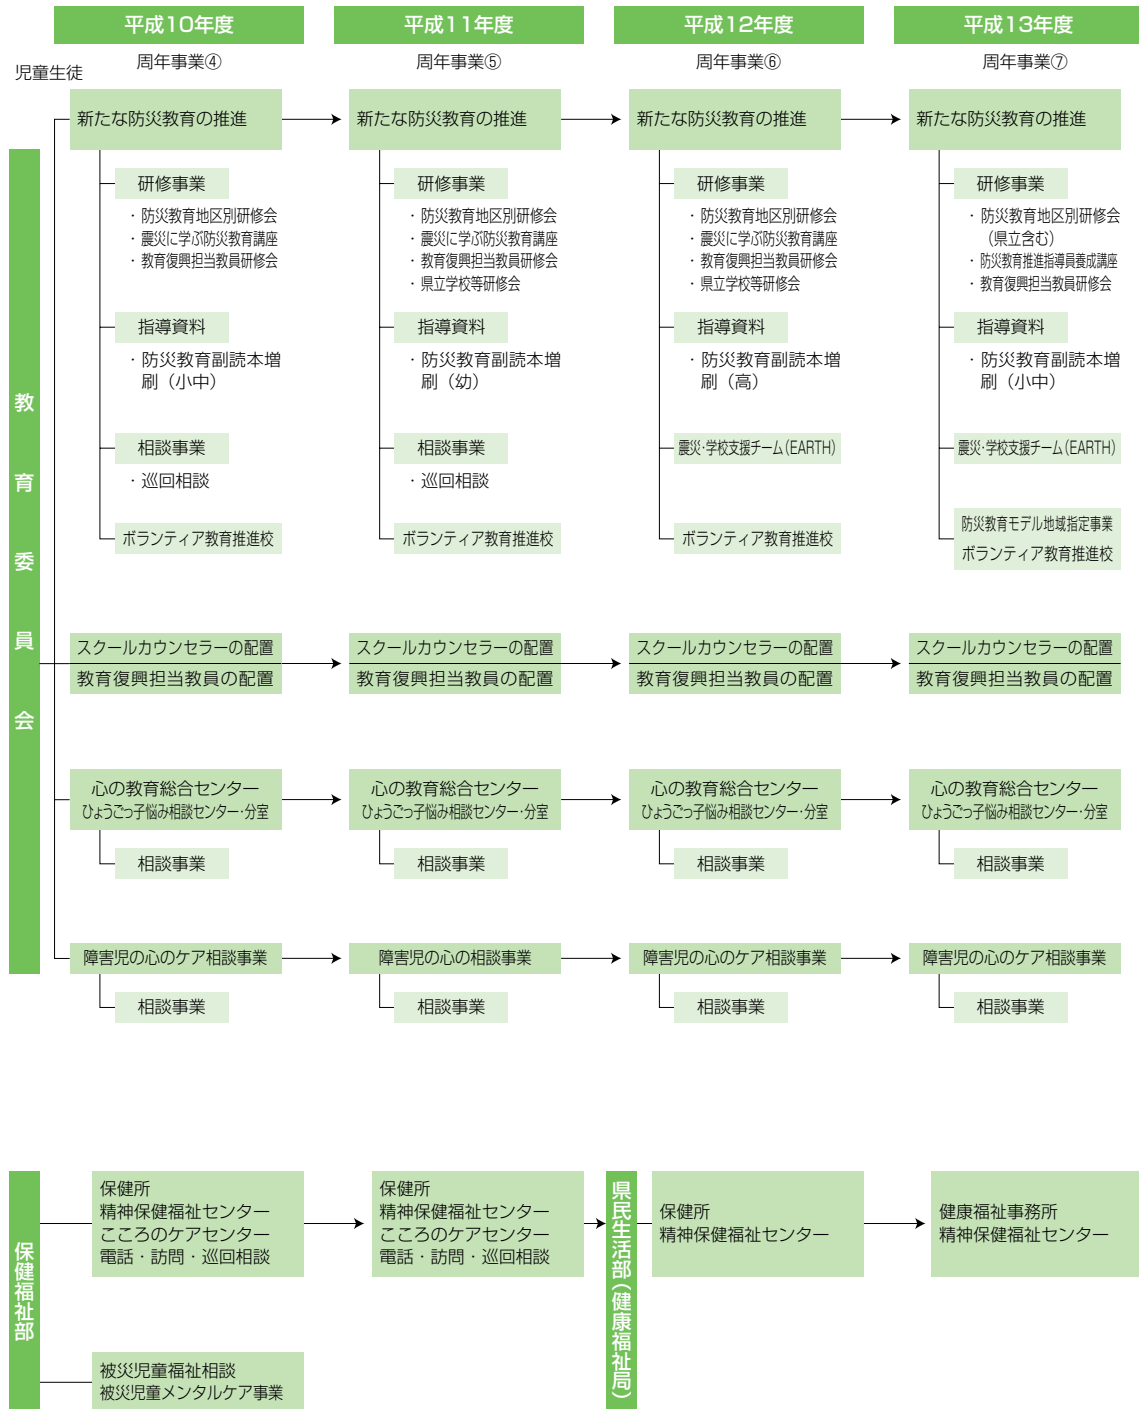 平成10年度
平成11年度
平成12年度
平成13年度
周年事業④
周年事業⑤
周年事業⑥
周年事業⑦
児童生徒
教育委員会
新たな防災教育の推進
研修事業
・防災教育地区別研修会
・震災に学ぶ防災教育講座
・教育復興担当教員研修会
指導資料
・防災教育副読本増
刷（小中）
相談事業
・巡回相談
ボランティア教育推進校
新たな防災教育の推進
研修事業
・防災教育地区別研修会
・震災に学ぶ防災教育講座
・教育復興担当教員研修会
・県立学校等研修会
指導資料
・防災教育副読本増
刷（幼）
相談事業
・巡回相談
ボランティア教育推進校
新たな防災教育の推進
研修事業
・防災教育地区別研修会
・震災に学ぶ防災教育講座
・教育復興担当教員研修会
・県立学校等研修会
指導資料
・防災教育副読本増
刷（高）
震災・学校支援チーム（EARTH）
ボランティア教育推進校
新たな防災教育の推進
研修事業
・防災教育地区別研修会
（県立含む）
・防災教育推進指導員養成講座
・教育復興担当教員研修会
指導資料
・防災教育副読本増
刷（小中）
震災・学校支援チーム（EARTH）
防災教育モデル地域指定事業
ボランティア教育推進校
スクールカウンセラーの配置
教育復興担当教員の配置
スクールカウンセラーの配置
教育復興担当教員の配置
スクールカウンセラーの配置
教育復興担当教員の配置
スクールカウンセラーの配置
教育復興担当教員の配置
心の教育総合センター
ひょうごっ子悩み相談センター・分室
相談事業
心の教育総合センター
ひょうごっ子悩み相談センター・分室
相談事業
心の教育総合センター
ひょうごっ子悩み相談センター・分室
相談事業
心の教育総合センター
ひょうごっ子悩み相談センター・分室
相談事業
障害児の心のケア相談事業
相談事業
障害児の心の相談事業
相談事業
障害児の心のケア相談事業
相談事業
障害児の心のケア相談事業
相談事業
保健福祉部
保健所
精神保健福祉センター
こころのケアセンター
電話・訪問・巡回相談
保健所
精神保健福祉センター
こころのケアセンター
電話・訪問・巡回相談
県民生活部（健康福祉局）
保健所
精神保健福祉センター
健康福祉事務所
精神保健福祉センター
被災児童福祉相談
被災児童メンタルケア事業